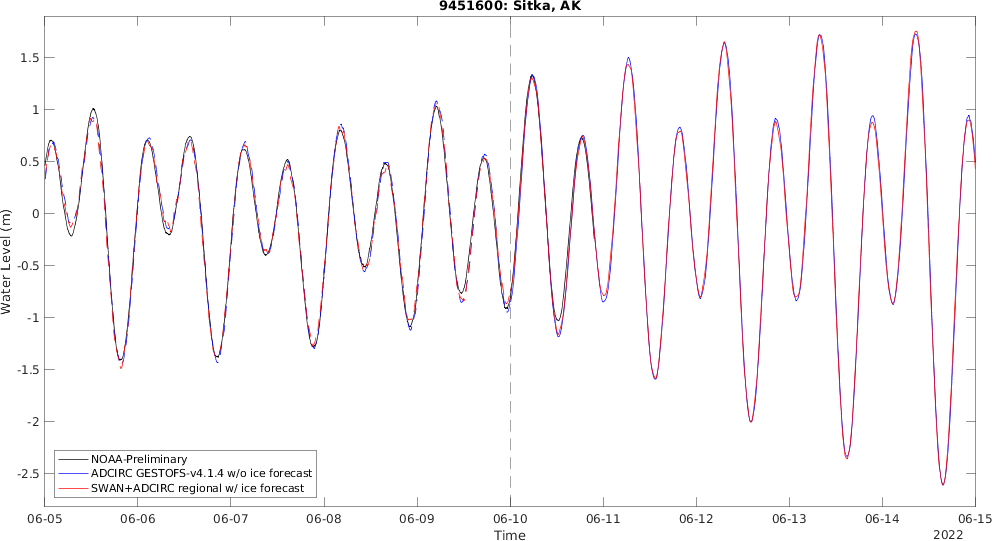 9451600: Sitka, AK
1.5
1
0.5
0
-0.5
-1
-1.5
-2
-2.5
Water Level (m)
NOAA-Preliminary
ADCIRC GESTOFS-v4.1.4 w/o ice forecast
SWAN+ADCIRC regional w/ ice forecast
06-05 06-06 06-07 06-08 06-09 06-10 06-11 06-12 06-13 06-14 06-15
Time
2022